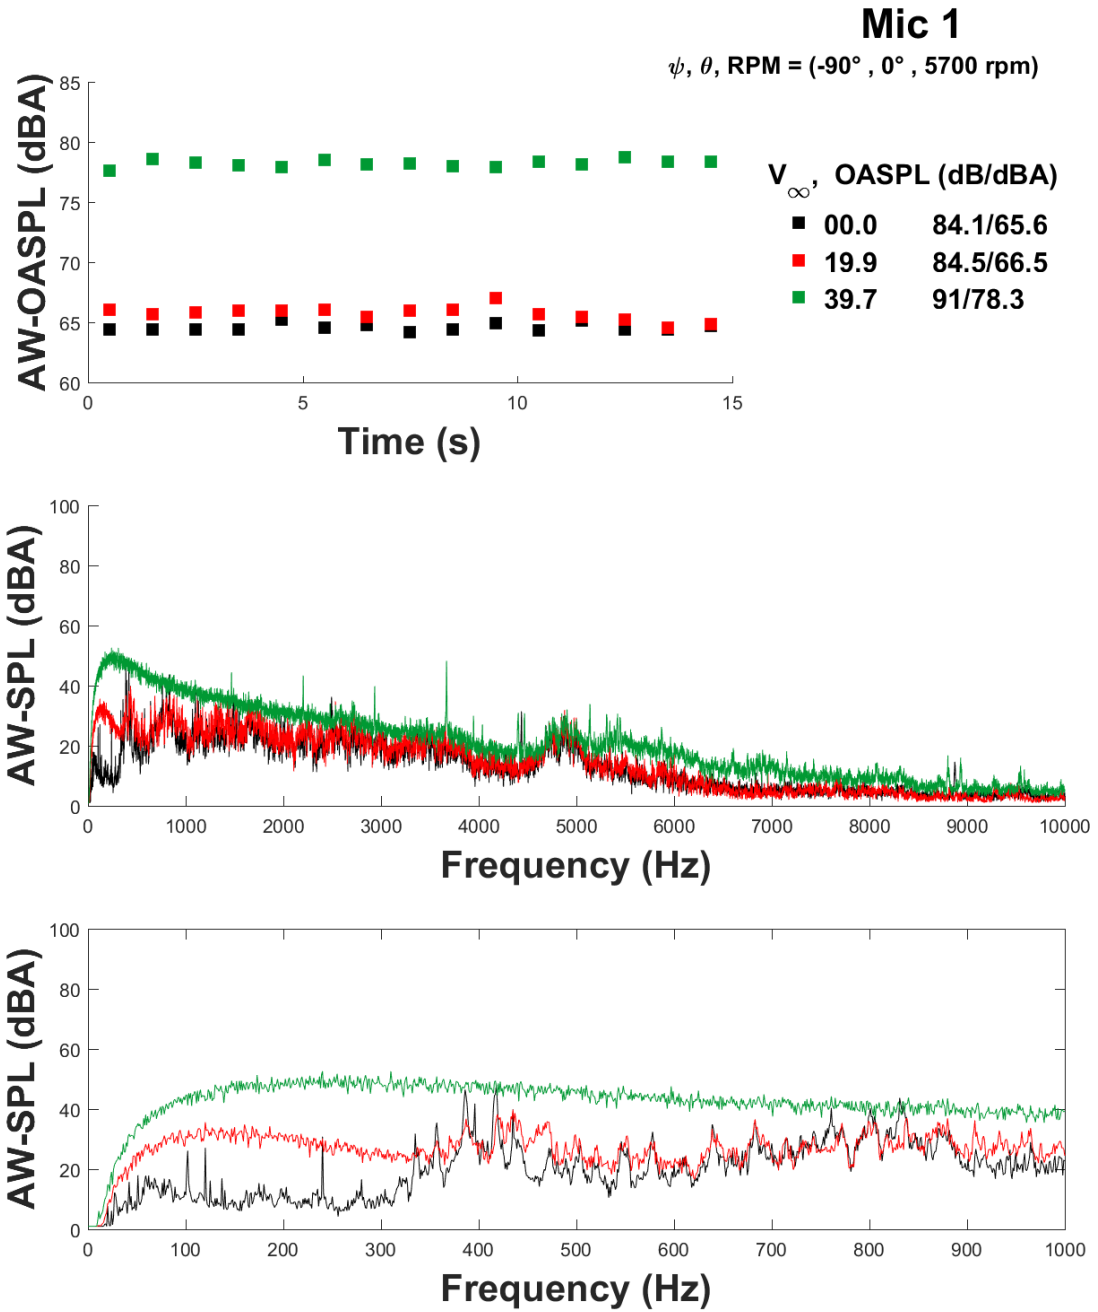 Mic 1
ψ, θ, RPM = (-90° , 0° , 5700 rpm)
AW-OASPL (dBA)
85
80
75
70
65
60
0 5 10 15
Time (s)
V∞, OASPL (dB/dBA)
00.0 84.1/65.6
19.9 84.5/66.5
39.7 91/78.3
AW-SPL (dBA)
100
80
60
40
20
0
0 1000 2000 3000 4000 5000 6000 7000 8000 9000 10000
Frequency (Hz)
AW-SPL (dBA)
100
80
60
40
20
0
0 100 200 300 400 500 600 700 800 900 1000
Frequency (Hz)